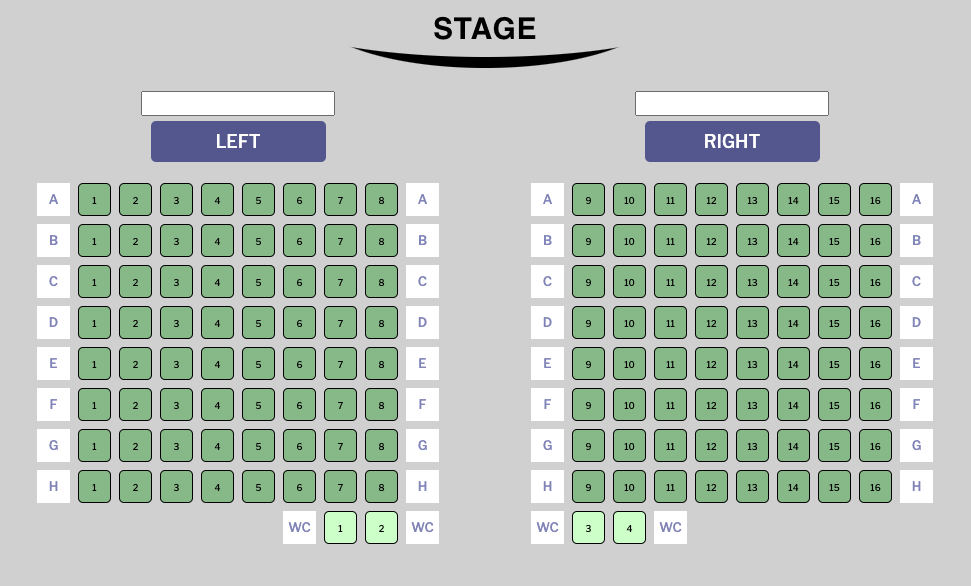 STAGE
LEFT RIGHT
A 1 2 3 4 5 6 7 8 A A 9 10 11 12 13 14 15 16 A
B 1 2 3 4 5 6 7 8 B B 9 10 11 12 13 14 15 16 B
C 1 2 3 4 5 6 7 8 C C 9 10 11 12 13 14 15 16 C
D 1 2 3 4 5 6 7 8 D D 9 10 11 12 13 14 15 16 D
E 1 2 3 4 5 6 7 8 E E 9 10 11 12 13 14 15 16 E
F 1 2 3 4 5 6 7 8 F F 9 10 11 12 13 14 15 16 F
G 1 2 3 4 5 6 7 8 G G 9 10 11 12 13 14 15 16 G
H 1 2 3 4 5 6 7 8 H H 9 10 11 12 13 14 15 16 H
WC 1 2 WC WC 3 4 WC